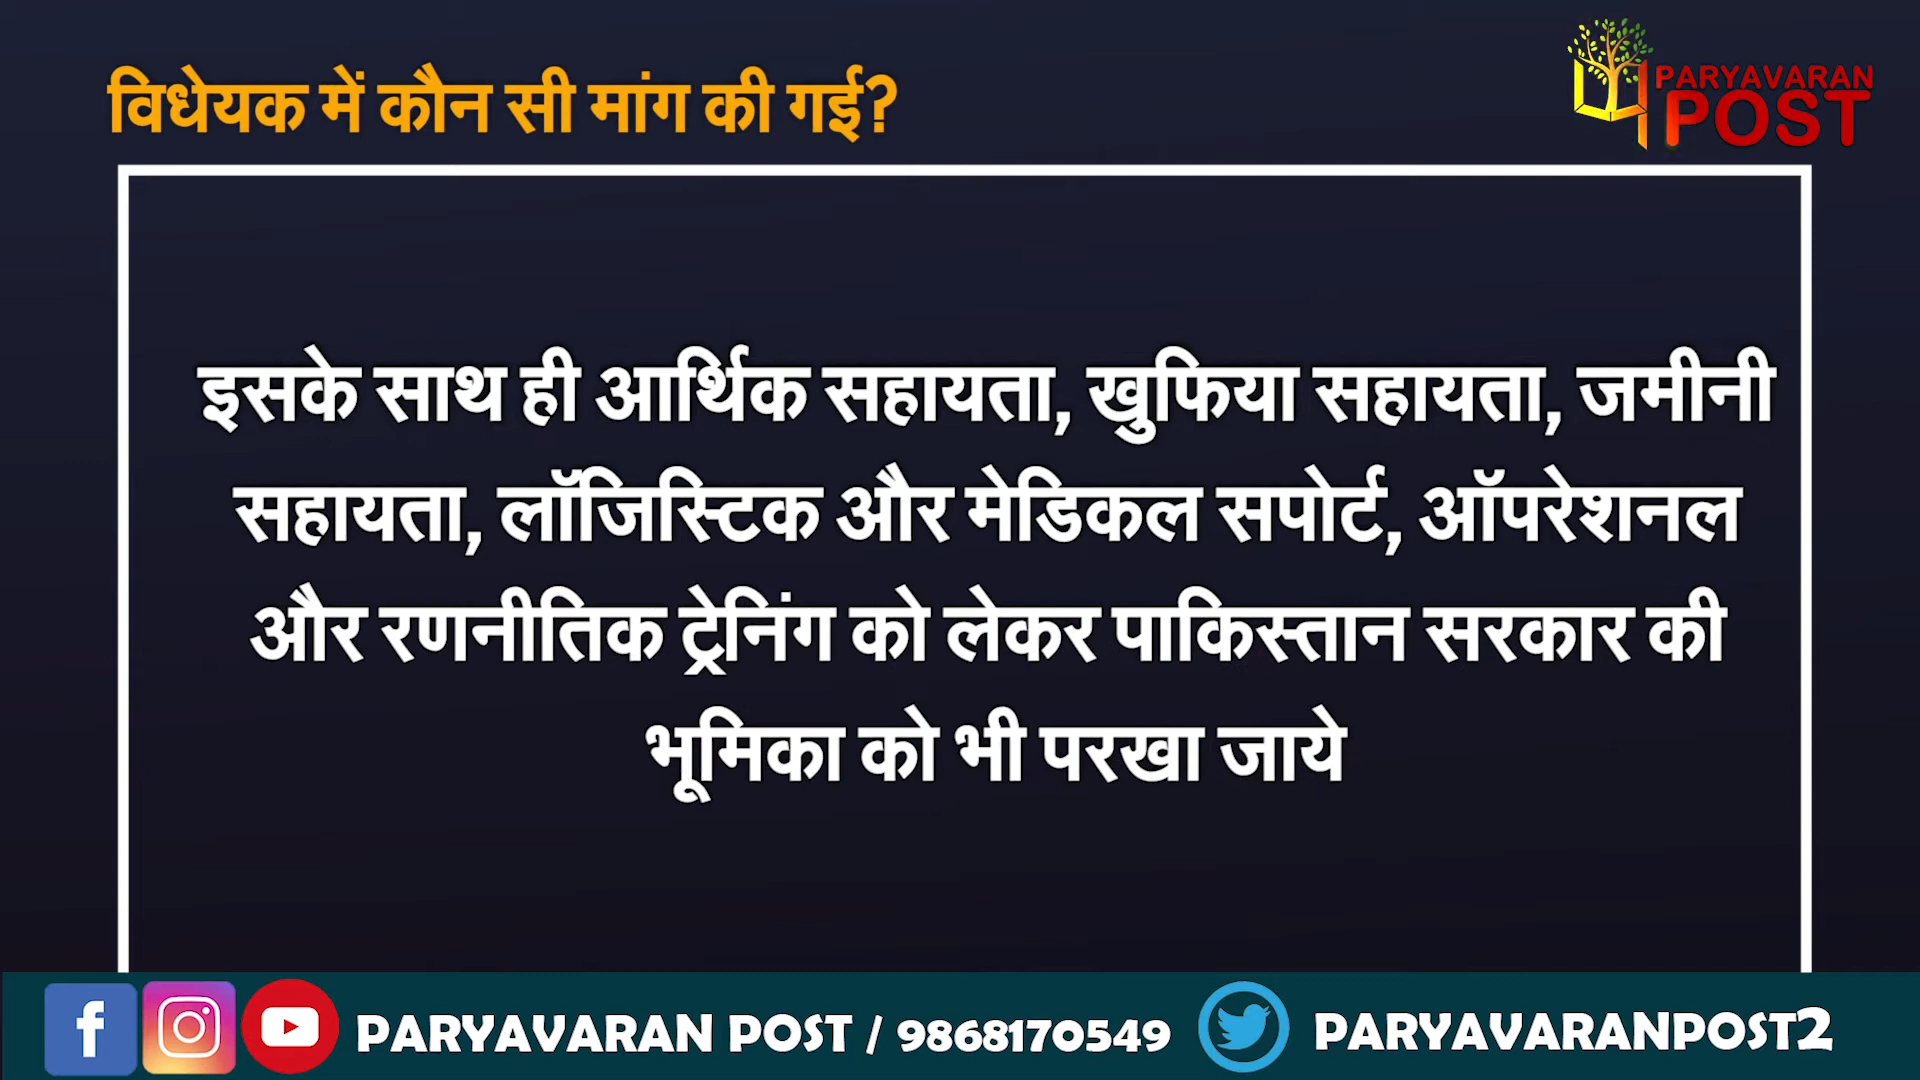 विधेयक में कौन सी मांग की गई?
PARYAVARAN
POST
इसके साथ ही आर्थिक सहायता, खुफिया सहायता, जमीनी
सहायता, लॉजिस्टिक और मेडिकल सपोर्ट, ऑपरेशनल
और रणनीतिक ट्रेनिंग को लेकर पाकिस्तान सरकार की
भूमिका को भी परखा जाये
PARYAVARAN POST / 9868170549
PARYAVARANPOST2